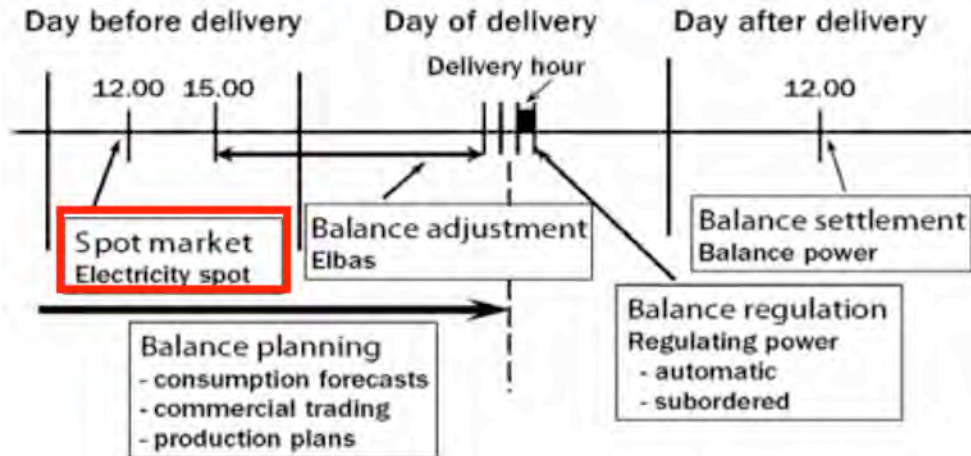 Day before delivery
Day of delivery
Day after delivery
Delivery hour
12.00
15.00
12.00
Spot market
Electricity spot
Balance adjustment
Elbas
Balance settlement
Balance power
Balance regulation
Regulating power
- automatic
- subordered
Balance planning
- consumption forecasts
- commercial trading
- production plans